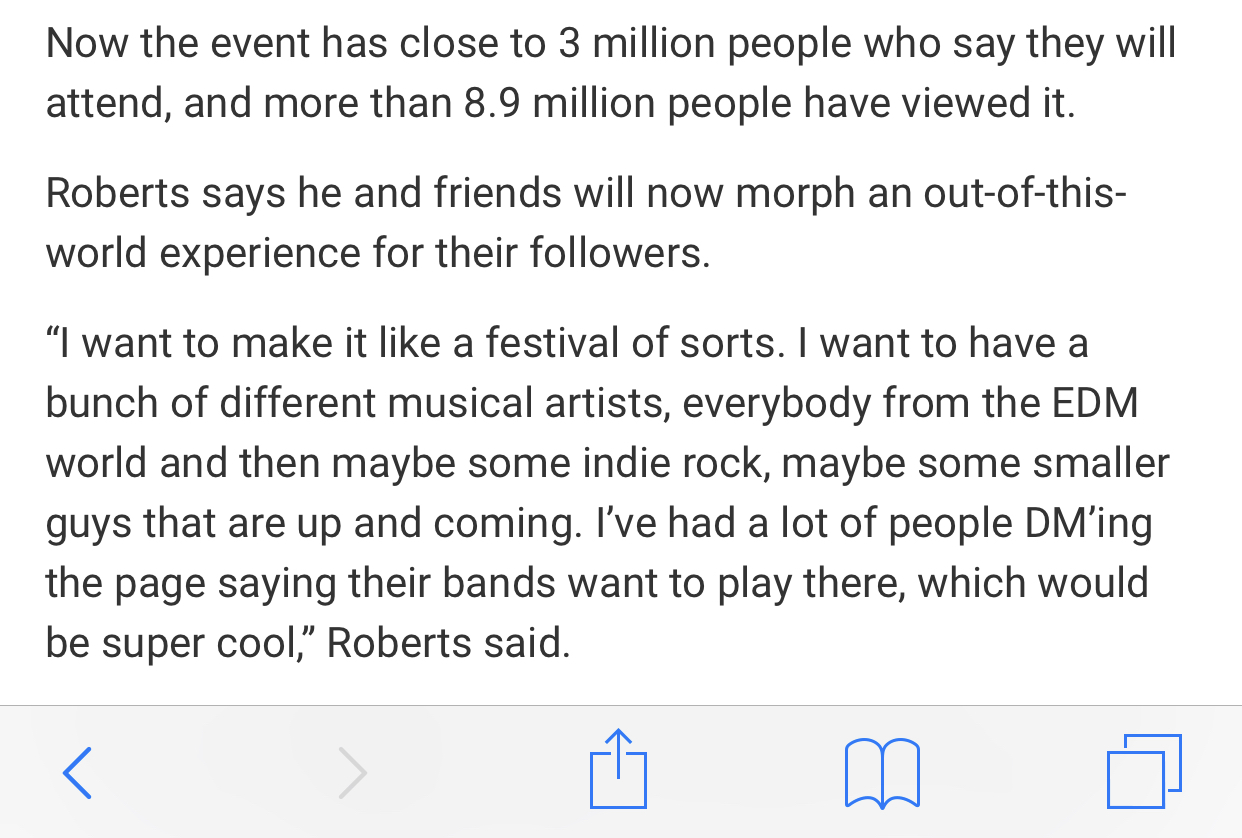 Now the event has close to 3 million people who say they will
attend, and more than 8.9 million people have viewed it.
Roberts says he and friends will now morph an out-of-this-
world experience for their followers.
“I want to make it like a festival of sorts. I want to have a
bunch of different musical artists, everybody from the EDM
world and then maybe some indie rock, maybe some smaller
guys that are up and coming. I’ve had a lot of people DM’ing
the page saying their bands want to play there, which would
be super cool,” Roberts said.